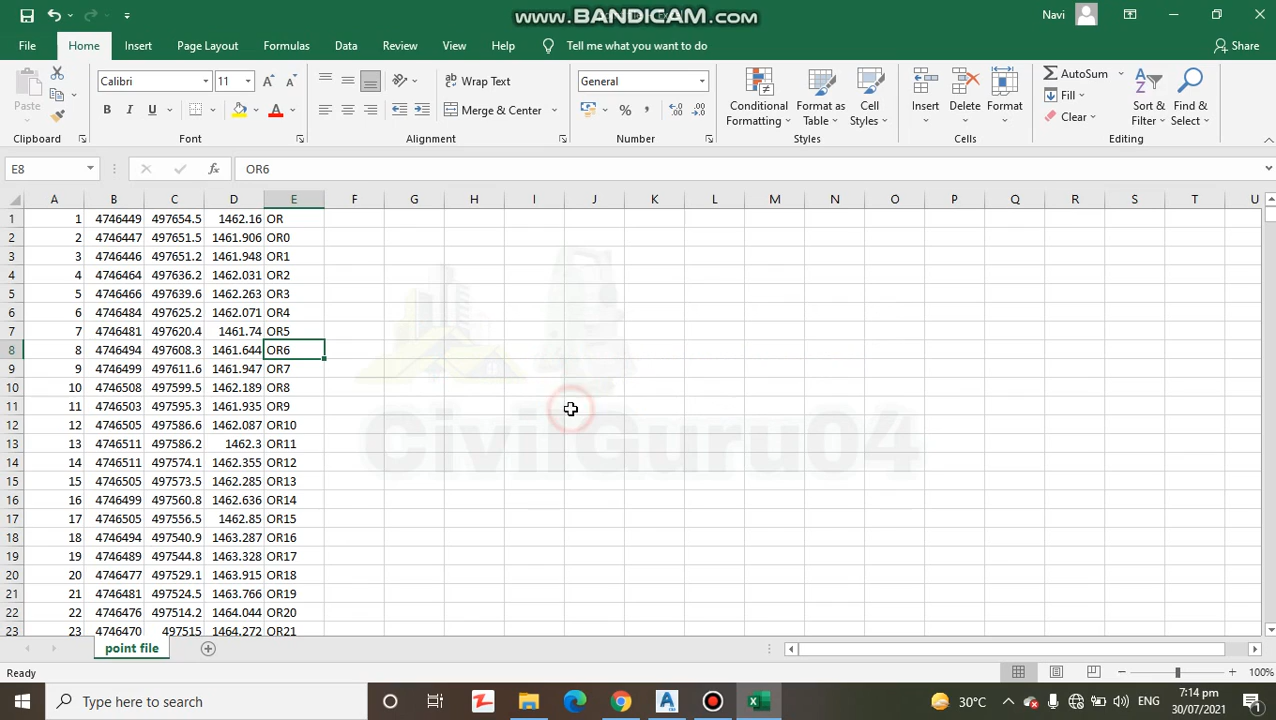 www.BANDICAM.com
Navi
File Home Insert Page Layout Formulas Data Review View Help Tell me what you want to do Share
Calibri 11 Wrap Text General AutoSum
Paste Merge & Center Conditional Formatting Format as Table Cell Styles Insert Delete Format Fill Sort & Filter Find & Select
Clear
Clipboard Font Alignment Number Styles Cells Editing
E8 fx OR6
A B C D E F G H I J K L M N O P Q R S T U
1 1 4746449 497654.5 1462.16 OR
2 2 4746447 497651.5 1461.906 OR0
3 3 4746446 497651.2 1461.948 OR1
4 4 4746464 497636.2 1462.031 OR2
5 5 4746466 497639.6 1462.263 OR3
6 6 4746484 497625.2 1462.071 OR4
7 7 4746481 497620.4 1461.74 OR5
8 8 4746494 497608.3 1461.644 OR6
9 9 4746499 497611.6 1461.947 OR7
10 10 4746508 497599.5 1462.189 OR8
11 11 4746503 497595.3 1461.935 OR9
12 12 4746505 497586.6 1462.087 OR10
13 13 4746511 497586.2 1462.3 OR11
14 14 4746511 497574.1 1462.355 OR12
15 15 4746505 497573.5 1462.285 OR13
16 16 4746499 497560.8 1462.636 OR14
17 17 4746505 497556.5 1462.85 OR15
18 18 4746494 497540.9 1463.287 OR16
19 19 4746489 497544.8 1463.328 OR17
20 20 4746477 497529.1 1463.915 OR18
21 21 4746481 497524.5 1463.766 OR19
22 22 4746476 497514.2 1464.044 OR20
23 23 4746470 497515 1464.272 OR21
CivilGuru04
point file
Ready 100%
Type here to search 30°C ENG 7:14 pm
30/07/2021